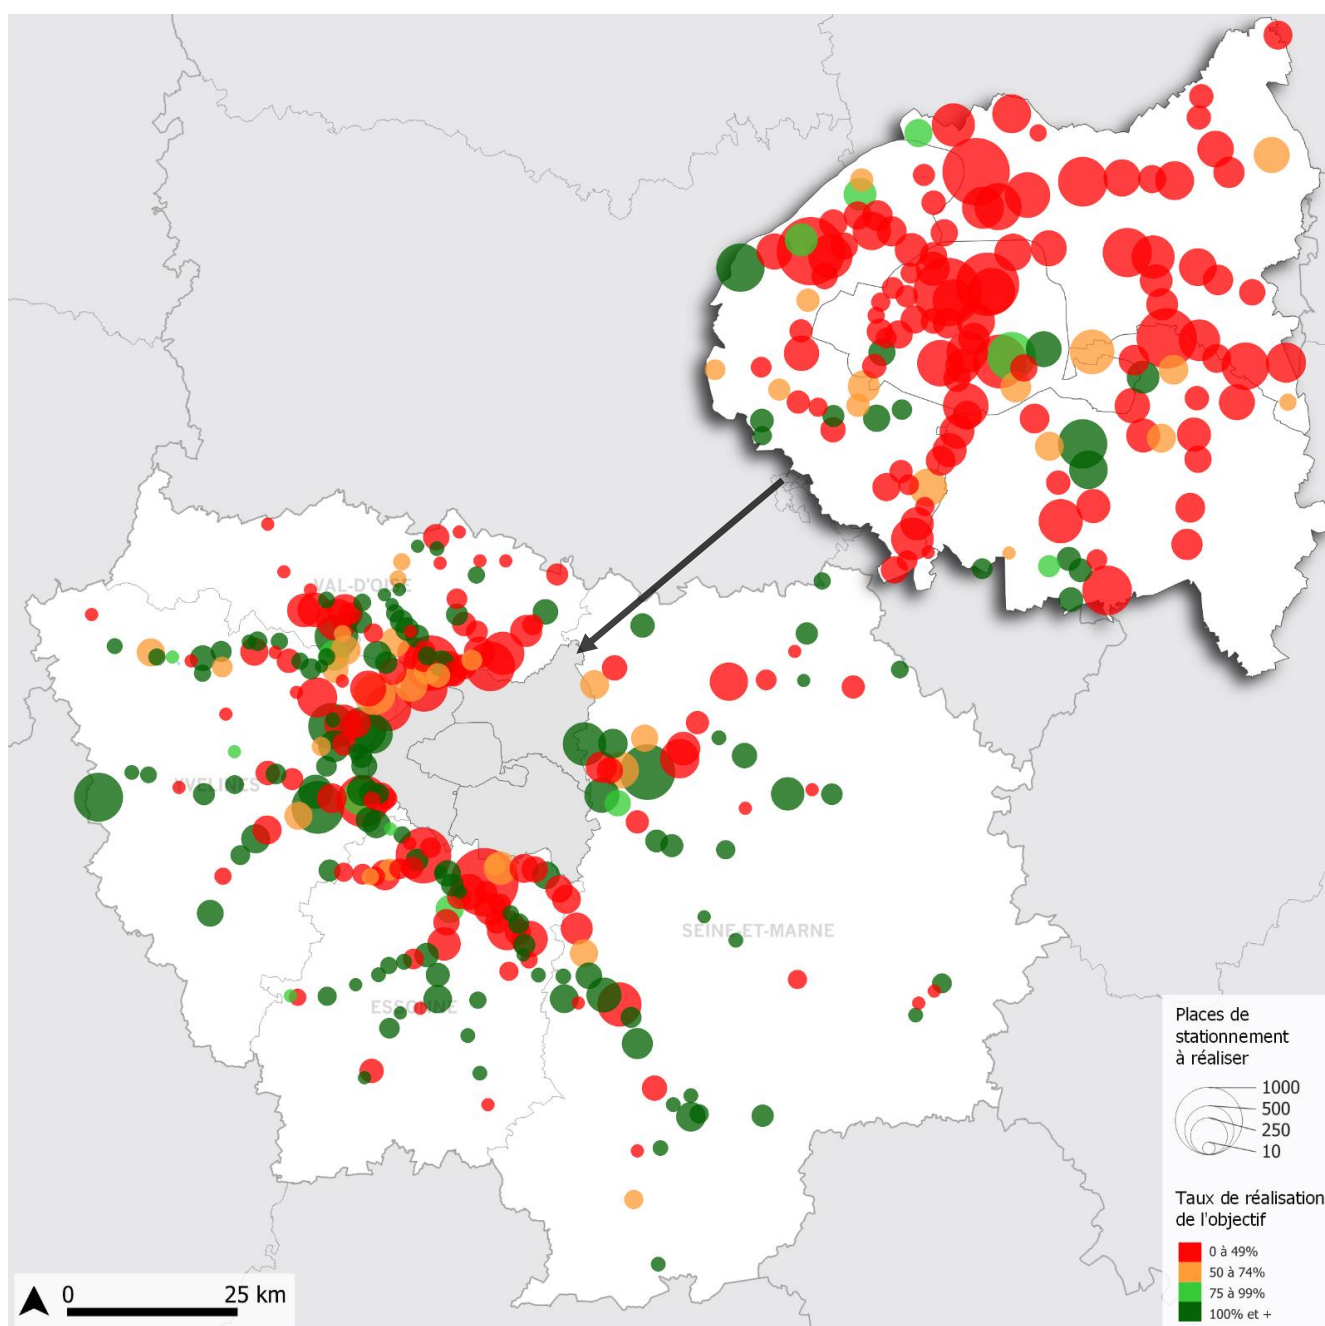 VAL-D'OISE
YVELINES
SEINE-ET-MARNE
ESSONNE
Places de
stationnement
à réaliser
1000
500
250
10
Taux de réalisation
de l'objectif
0 à 49%
50 à 74%
75 à 99%
100% et +
0 25 km